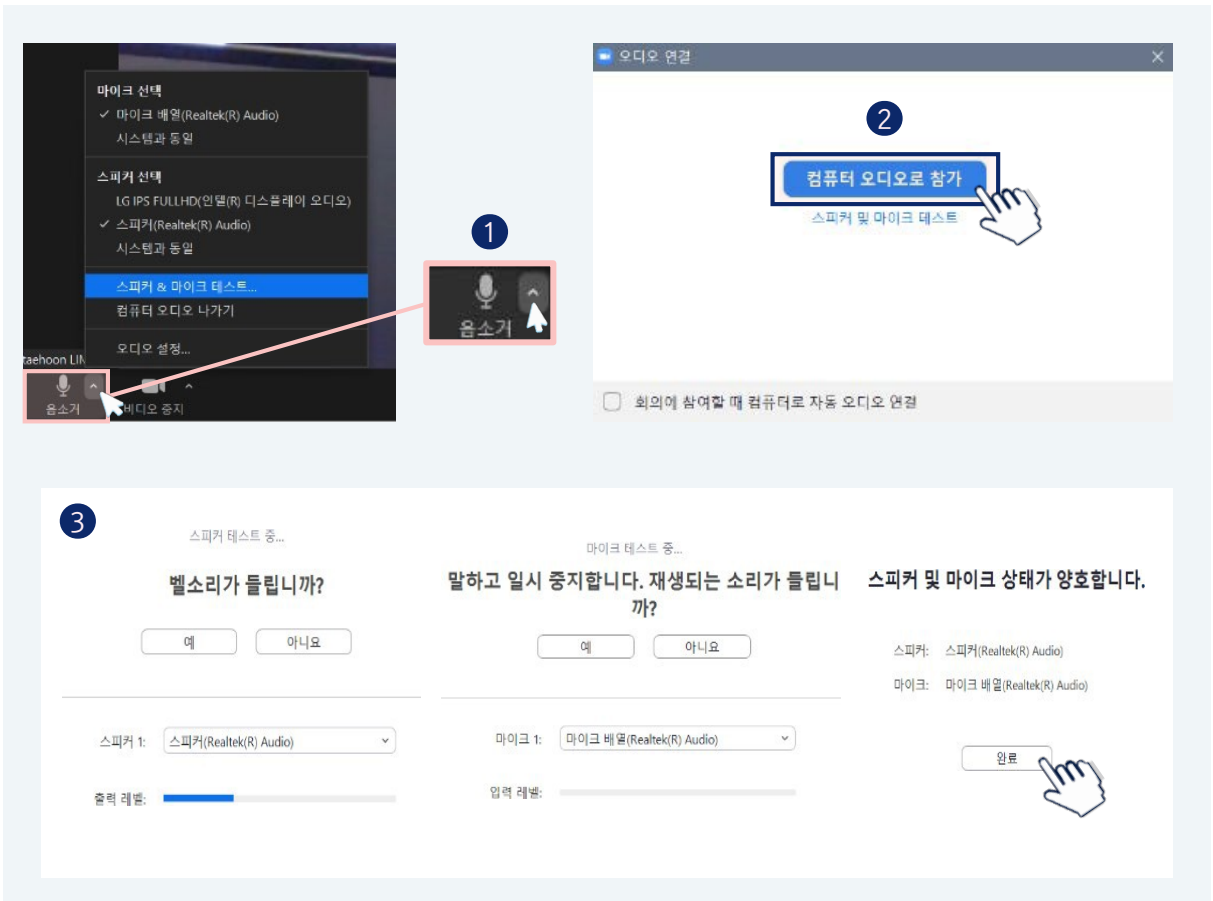 마이크 선택
✓ 마이크 배열(Realtek(R) Audio)
시스템과 동일
스피커 선택
LG IPS FULLHD(인텔(R) 디스플레이 오디오)
✓ 스피커(Realtek(R) Audio)
시스템과 동일
스피커 & 마이크 테스트...
컴퓨터 오디오 나가기
오디오 설정...
taehoon LIN
음소거
비디오 중지
1
음소거
오디오 연결
2
컴퓨터 오디오로 참가
스피커 및 마이크 테스트
회의에 참여할 때 컴퓨터로 자동 오디오 연결
3
스피커 테스트 중...
벨소리가 들립니까?
예
아니요
스피커 1:
스피커(Realtek(R) Audio)
출력 레벨:
마이크 테스트 중...
말하고 일시 중지합니다. 재생되는 소리가 들립니
까?
예
아니요
마이크 1:
마이크 배열(Realtek(R) Audio)
입력 레벨:
스피커 및 마이크 상태가 양호합니다.
스피커: 스피커(Realtek(R) Audio)
마이크: 마이크 배열(Realtek(R) Audio)
완료